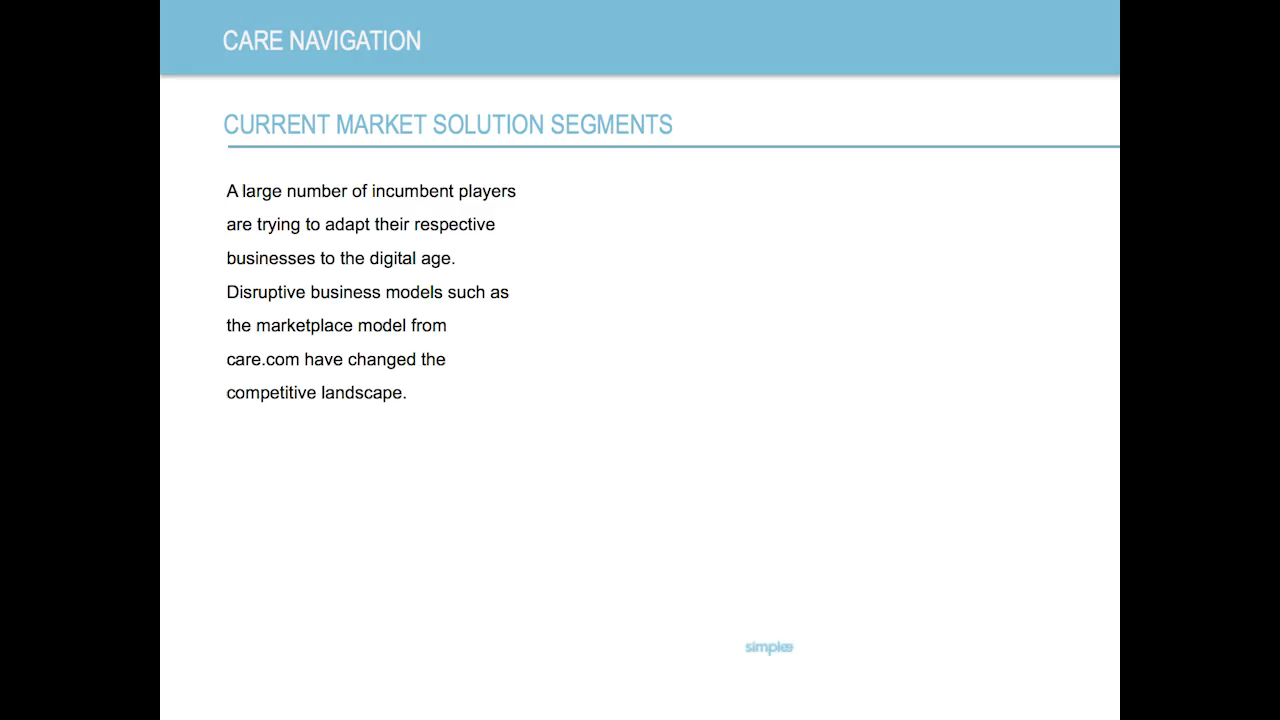 CARE NAVIGATION
CURRENT MARKET SOLUTION SEGMENTS
A large number of incumbent players
are trying to adapt their respective
businesses to the digital age.
Disruptive business models such as
the marketplace model from
care.com have changed the
competitive landscape.
simplee